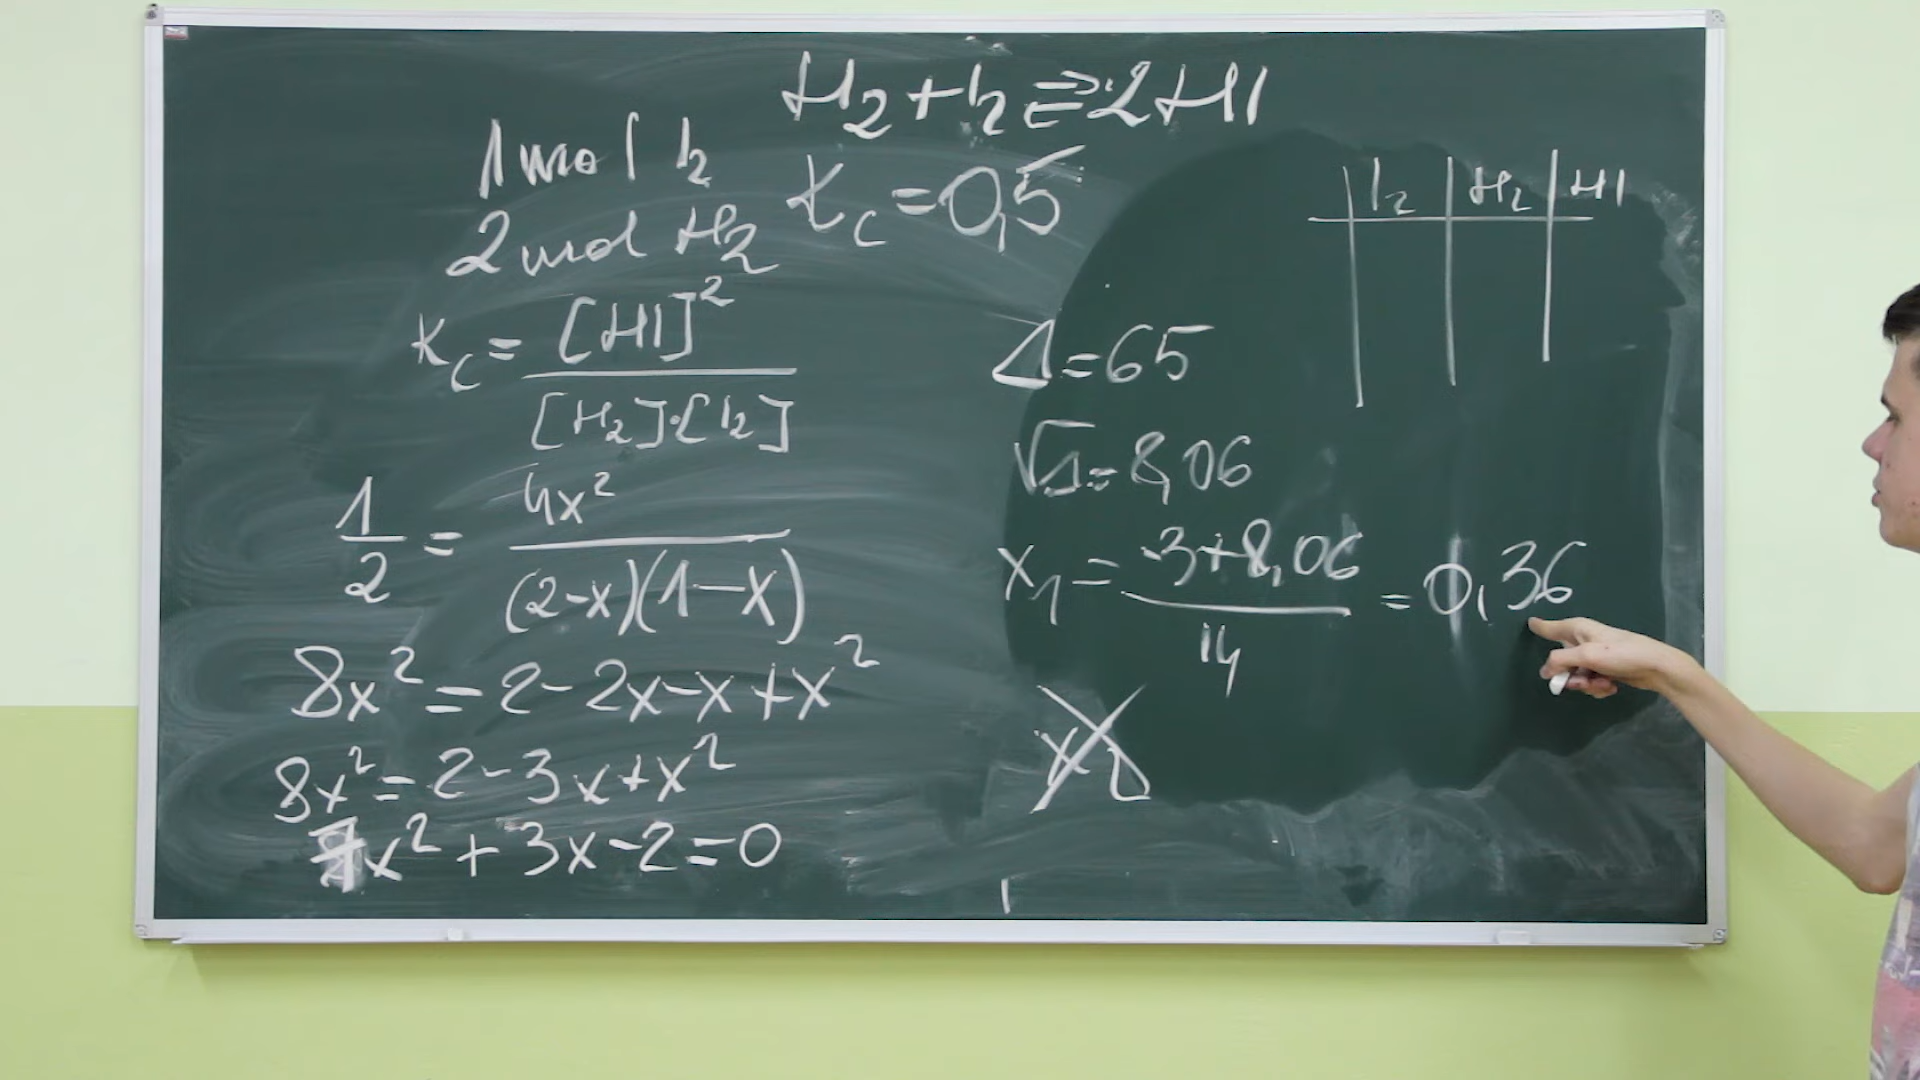 H₂ + I₂ ⇌ 2HI
1 mol I₂
2 mol H₂
Kc = 0,5
Kc = [HI]² / [H₂]·[I₂]
1/2 = 4x² / (2-x)(1-x)
8x² = 2-2x-x+x²
8x² = 2-3x+x²
7x² + 3x - 2 = 0
I₂ | H₂ | HI
Δ = 65
√Δ = 8,06
x₁ = -3+8,06 / 14 = 0,36
x₂